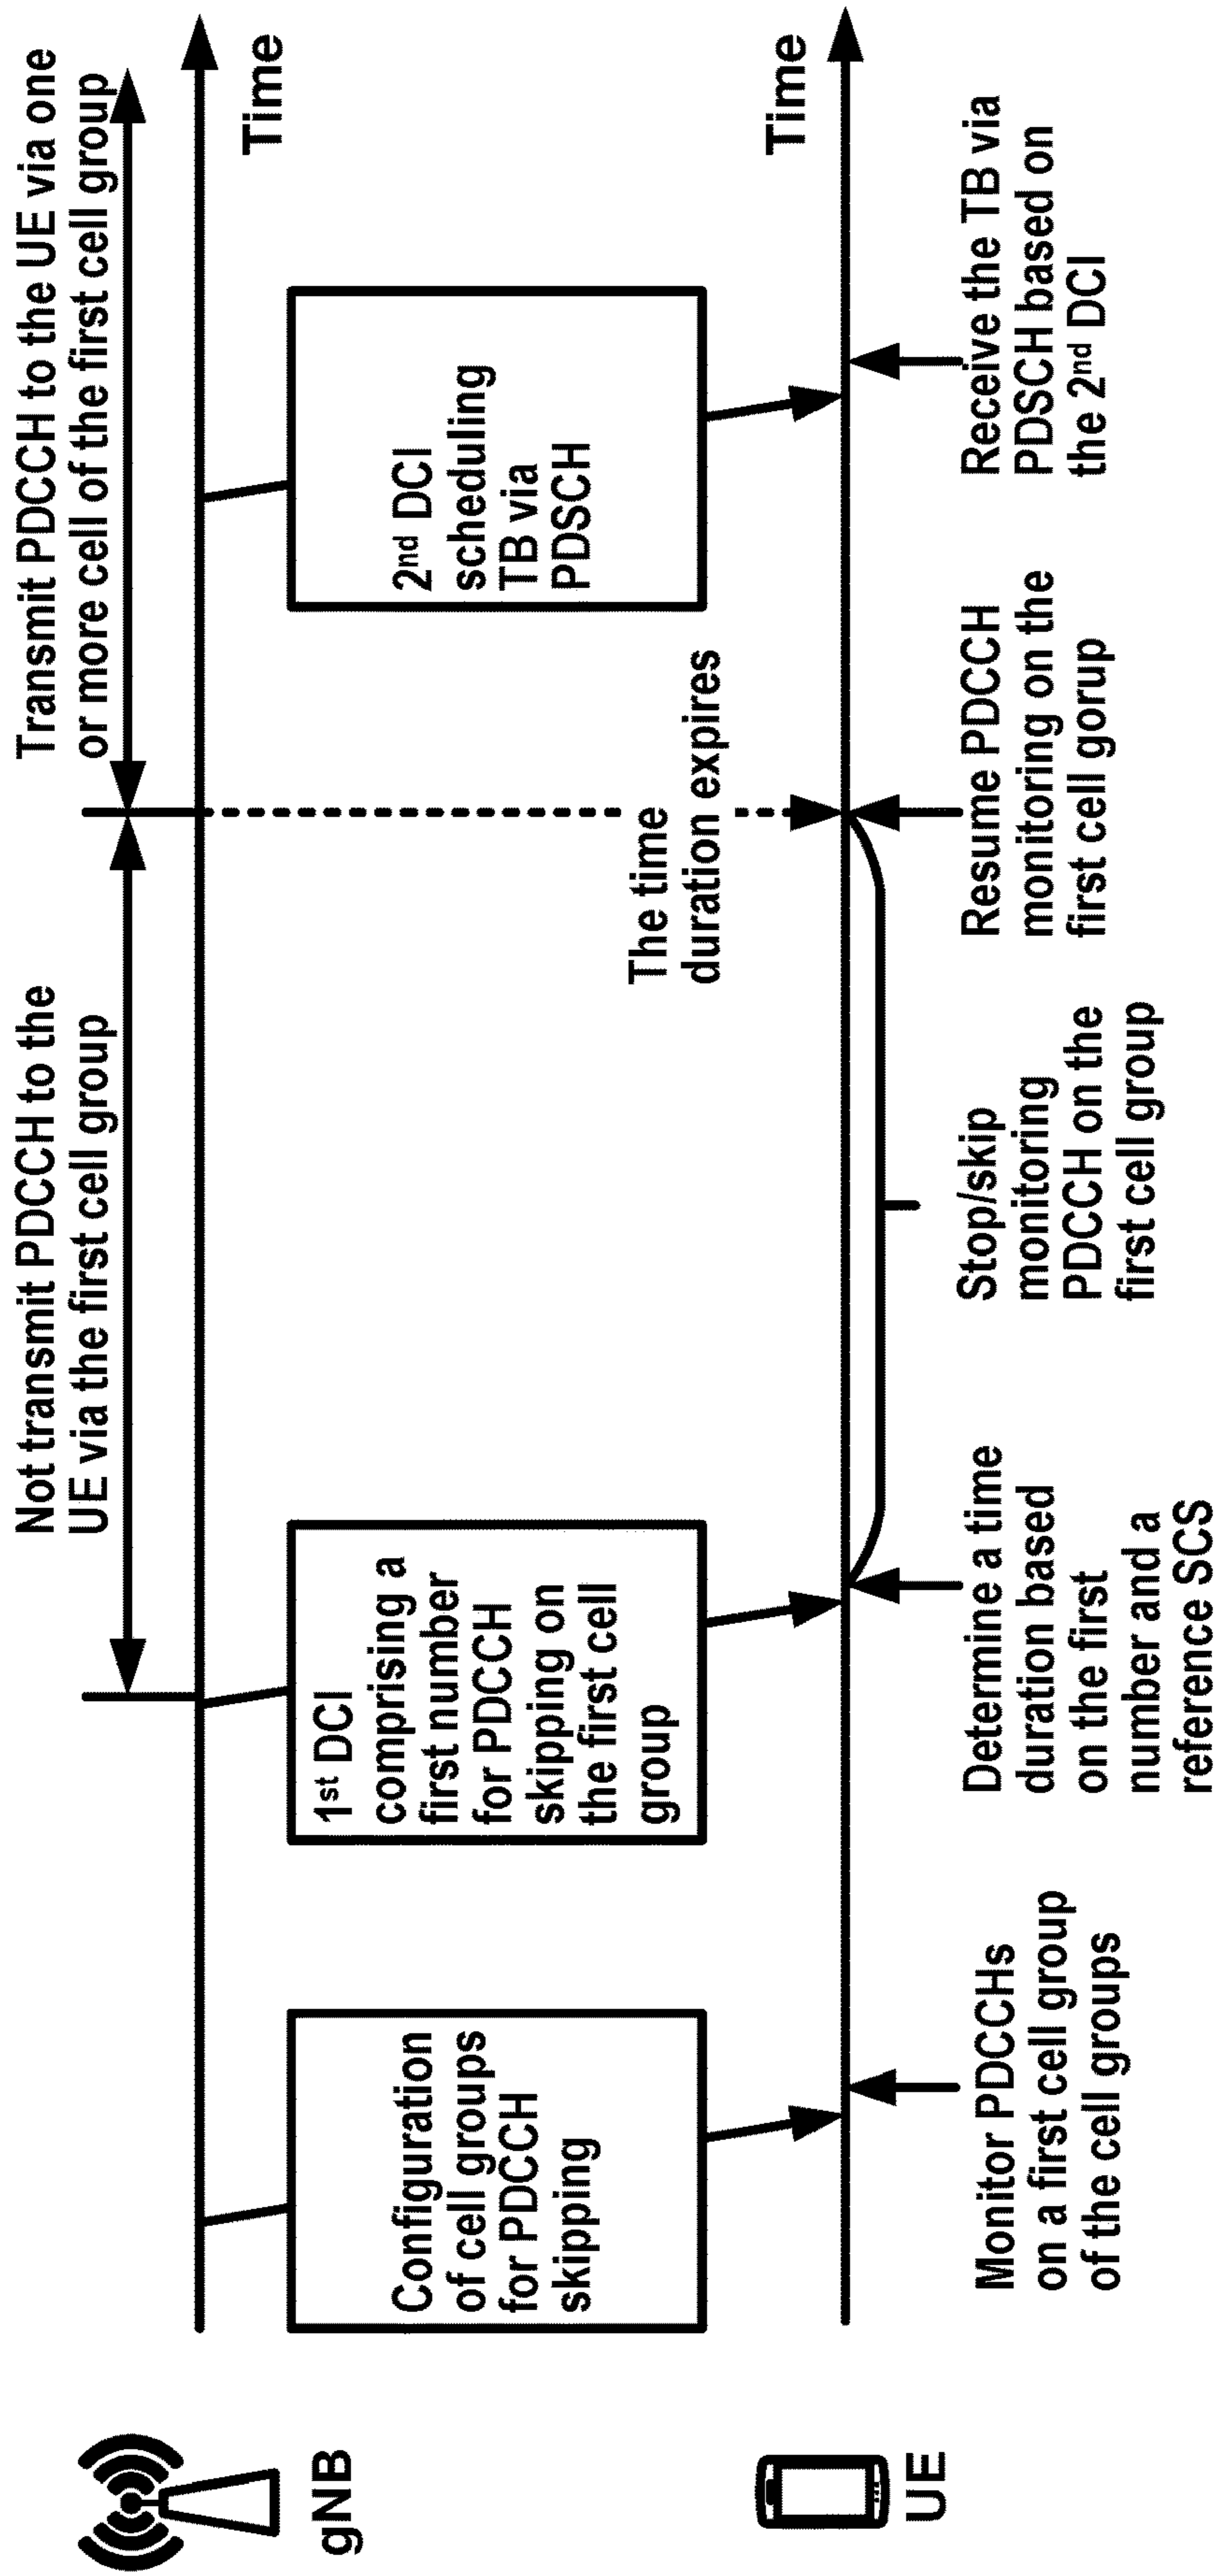 Not transmit PDCCH to the
UE via the first cell group
Transmit PDCCH to the UE via one
or more cell of the first cell group
gNB
Time
Configuration
of cell groups
for PDCCH
skipping
1st DCI
comprising a
first number
for PDCCH
skipping on
the first cell
group
The time
duration expires
2nd DCI
scheduling
TB via
PDSCH
UE
Time
Monitor PDCCHs
on a first cell group
of the cell groups
Determine a time
duration based
on the first
number and a
reference SCS
Stop/skip
monitoring
PDCCH on the
first cell group
Resume PDCCH
monitoring on the
first cell gorup
Receive the TB via
PDSCH based on
the 2nd DCI